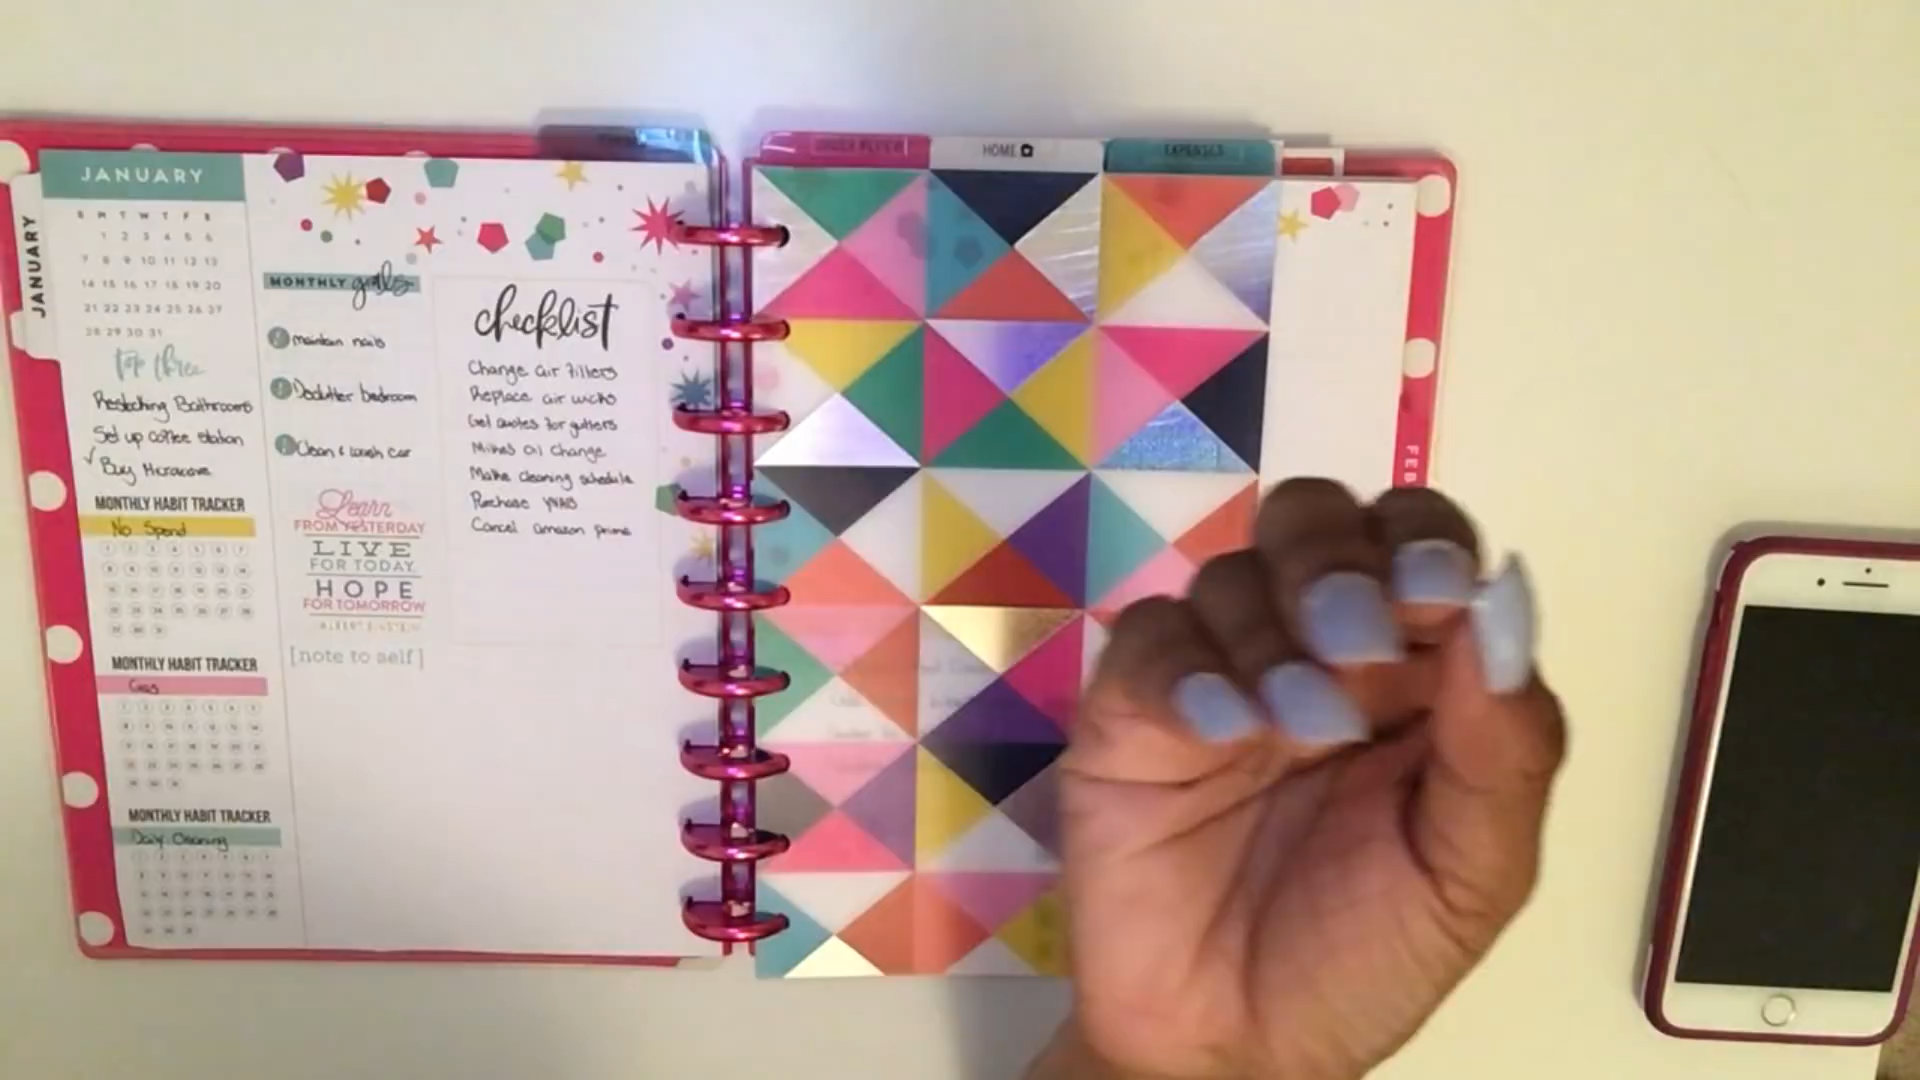 JANUARY
S M T W T F S
1 2 3 4 5 6
7 8 9 10 11 12 13
14 15 16 17 18 19 20
21 22 23 24 25 26 27
28 29 30 31
JANUARY
top three
Restocking Bathrooms
Set up coffee station
✓ Buy Microwave
MONTHLY HABIT TRACKER
No Spend
MONTHLY HABIT TRACKER
Gas
MONTHLY HABIT TRACKER
Daily Cleaning
MONTHLY goals
maintain nails
Declutter bedroom
Clean & wash car
Learn
FROM YESTERDAY
LIVE
FOR TODAY
HOPE
FOR TOMORROW
ALBERT EINSTEIN
[note to self]
checklist
Change air filters
Replace air wicks
Get quotes for gutters
Mikes oil change
Make cleaning schedule
Purchase YNAB
Cancel amazon prime
UNDER REVIEW
HOME
EXPENSES
FEB